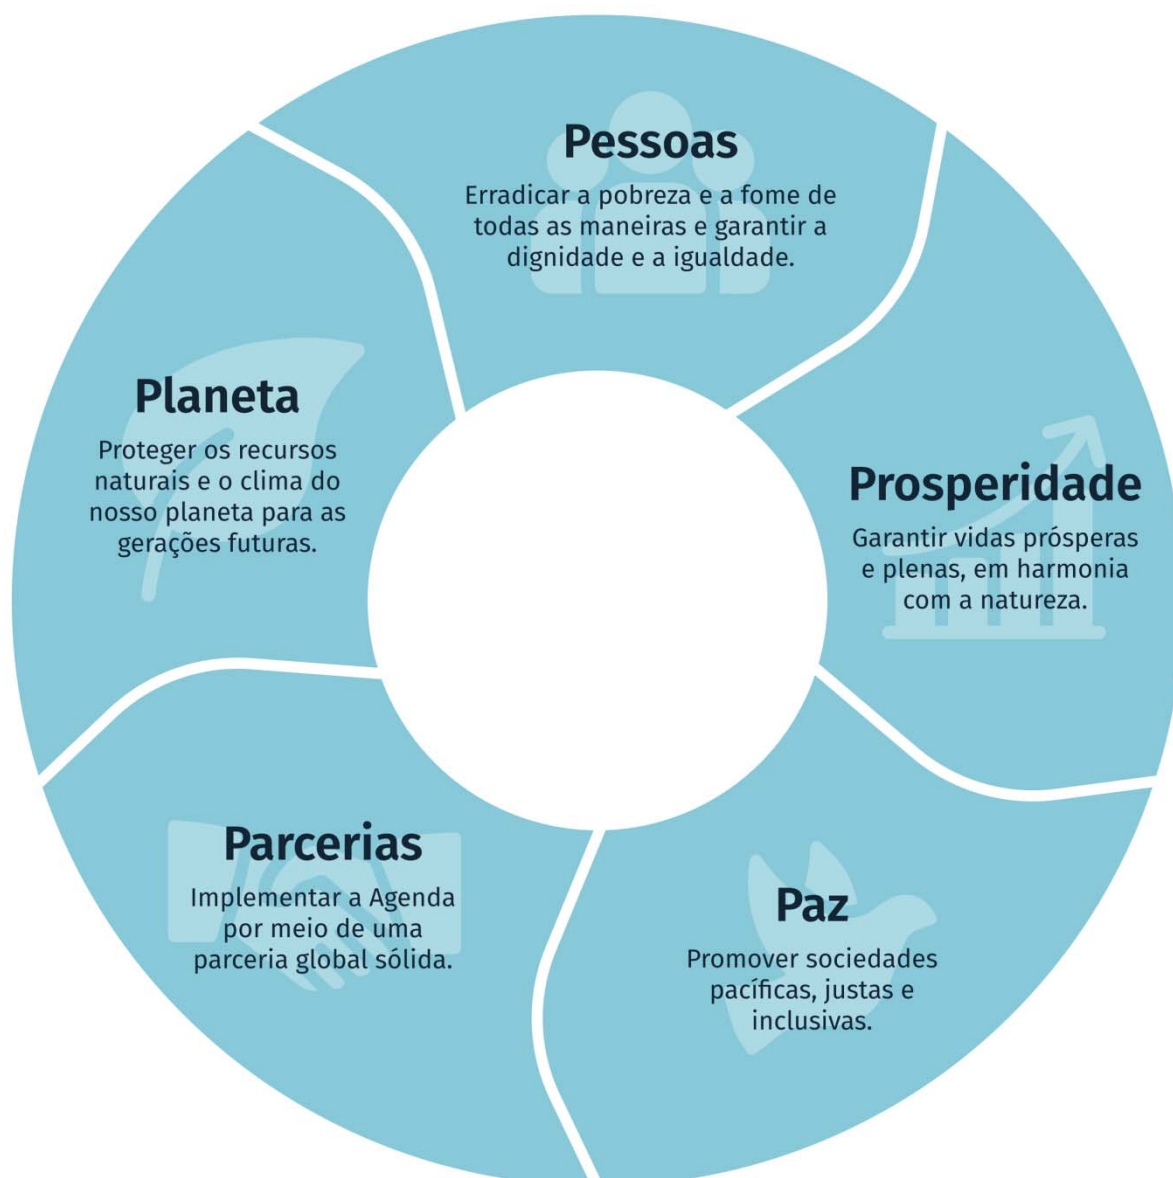 Pessoas
Erradicar a pobreza e a fome de
todas as maneiras e garantir a
dignidade e a igualdade.
Planeta
Proteger os recursos
naturais e o clima do
nosso planeta para as
gerações futuras.
Prosperidade
Garantir vidas prósperas
e plenas, em harmonia
com a natureza.
Parcerias
Implementar a Agenda
por meio de uma
parceria global sólida.
Paz
Promover sociedades
pacíficas, justas e
inclusivas.